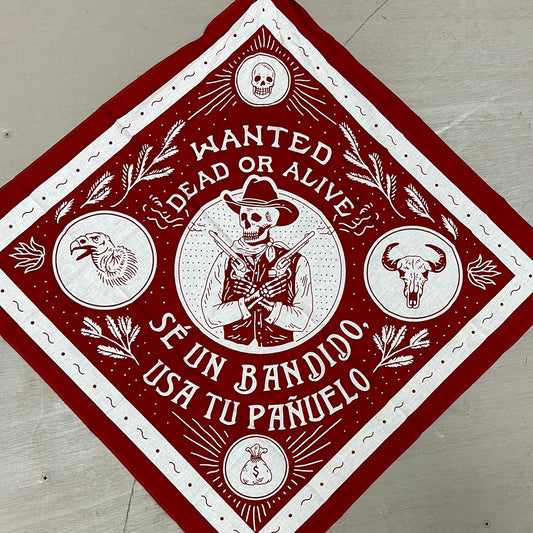 WANTED
DEAD OR ALIVE
SÉ UN BANDIDO,
USA TU PAÑUELO
$